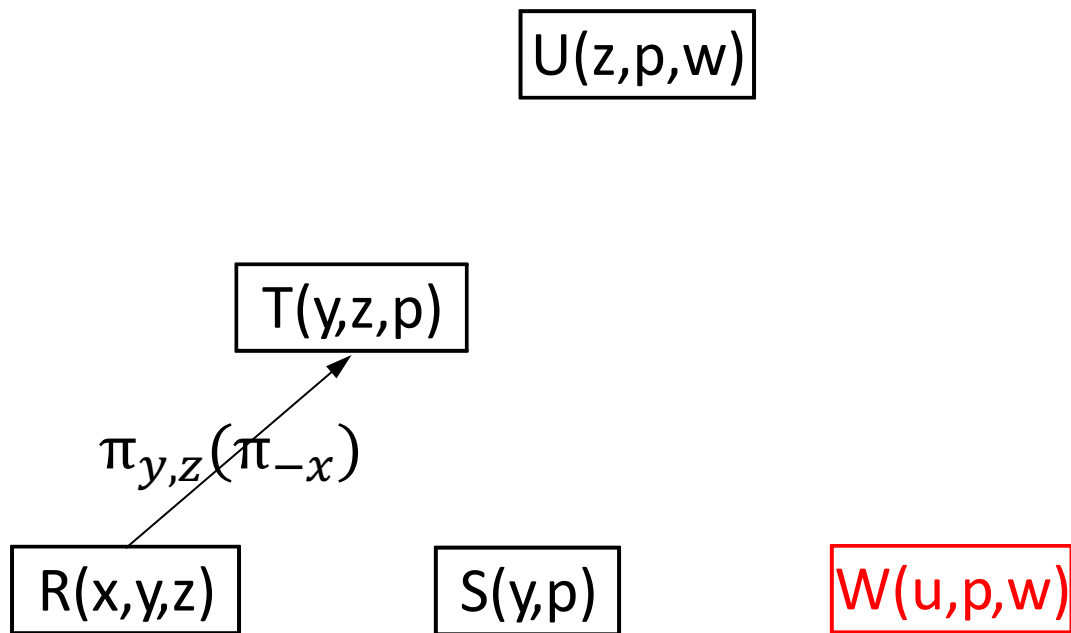 U(z,p,w)
T(y,z,p)
π_{y,z}(π_{-x})
R(x,y,z)
S(y,p)
W(u,p,w)